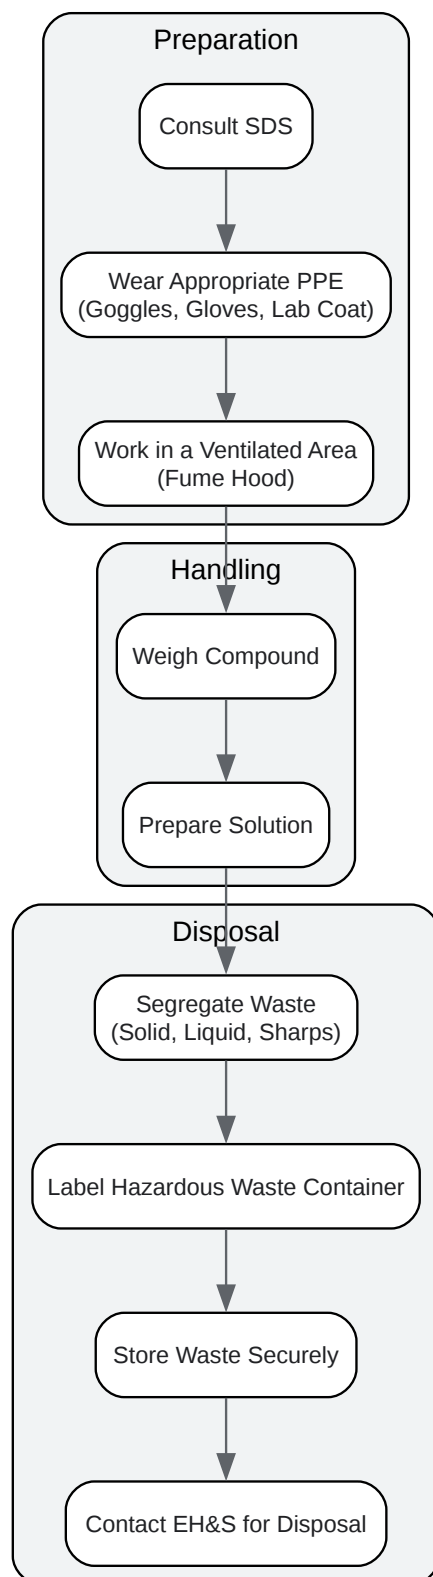 Preparation
Consult SDS
Wear Appropriate PPE
(Goggles, Gloves, Lab Coat)
Work in a Ventilated Area
(Fume Hood)
Handling
Weigh Compound
Prepare Solution
Disposal
Segregate Waste
(Solid, Liquid, Sharps)
Label Hazardous Waste Container
Store Waste Securely
Contact EH&S for Disposal